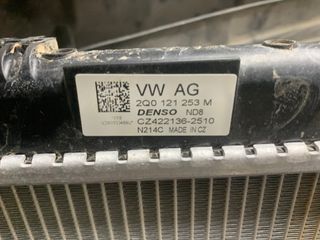 VW AG
2Q0 121 253 M
DENSO ND8
CZ422136-2510
N214C MADE IN CZ